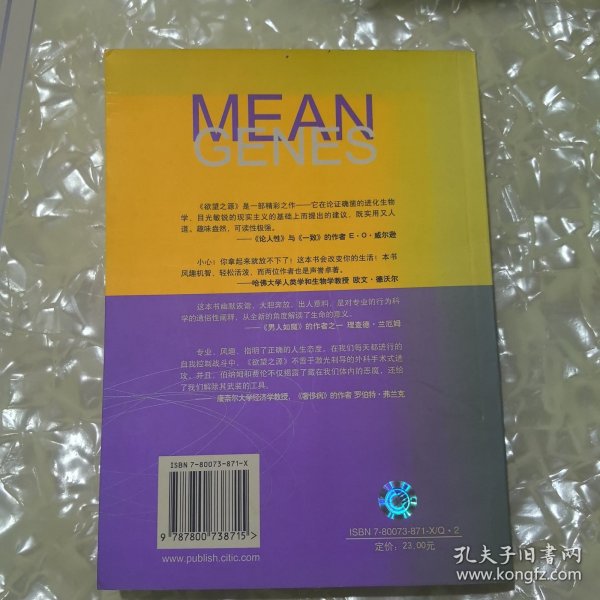 MEAN
GENES
《欲望之源》是一部精彩之作——它在论证确凿的进化生物
学、目光敏锐的现实主义的基础上而提出的建议，既实用又人
道、趣味盎然，可读性极强。
——《论人性》与《一致》的作者 E·O·威尔逊
小心！你拿起来就放不下了！这本书会改变你的生活！本书
风趣机智、轻松活泼，而两位作者也是声誉卓著。
——哈佛大学人类学和生物学教授 欧文·德沃尔
这本书幽默诙谐，大胆奔放，出人意料，是对专业的行为科
学的通俗性阐释，从全新的角度解读了生命的意义。
——《男人如魔》的作者之一 理查德·兰厄姆
专业、风趣，指明了正确的人生态度。在我们每天都进行的
自我控制战斗中，《欲望之源》不啻于激光制导的外科手术式进
攻。并且，伯纳姆和费伦不仅揭露了藏在我们体内的恶魔，还给
了我们解除其武装的工具。
——康奈尔大学经济学教授，《奢侈病》的作者 罗伯特·弗兰克
ISBN 7-80073-871-X
9 787800 738715 >
www.publish.citic.com
ISBN 7-80073-871-X/Q·2
定价：23.00元
孔夫子旧书网
www.kongfz.com